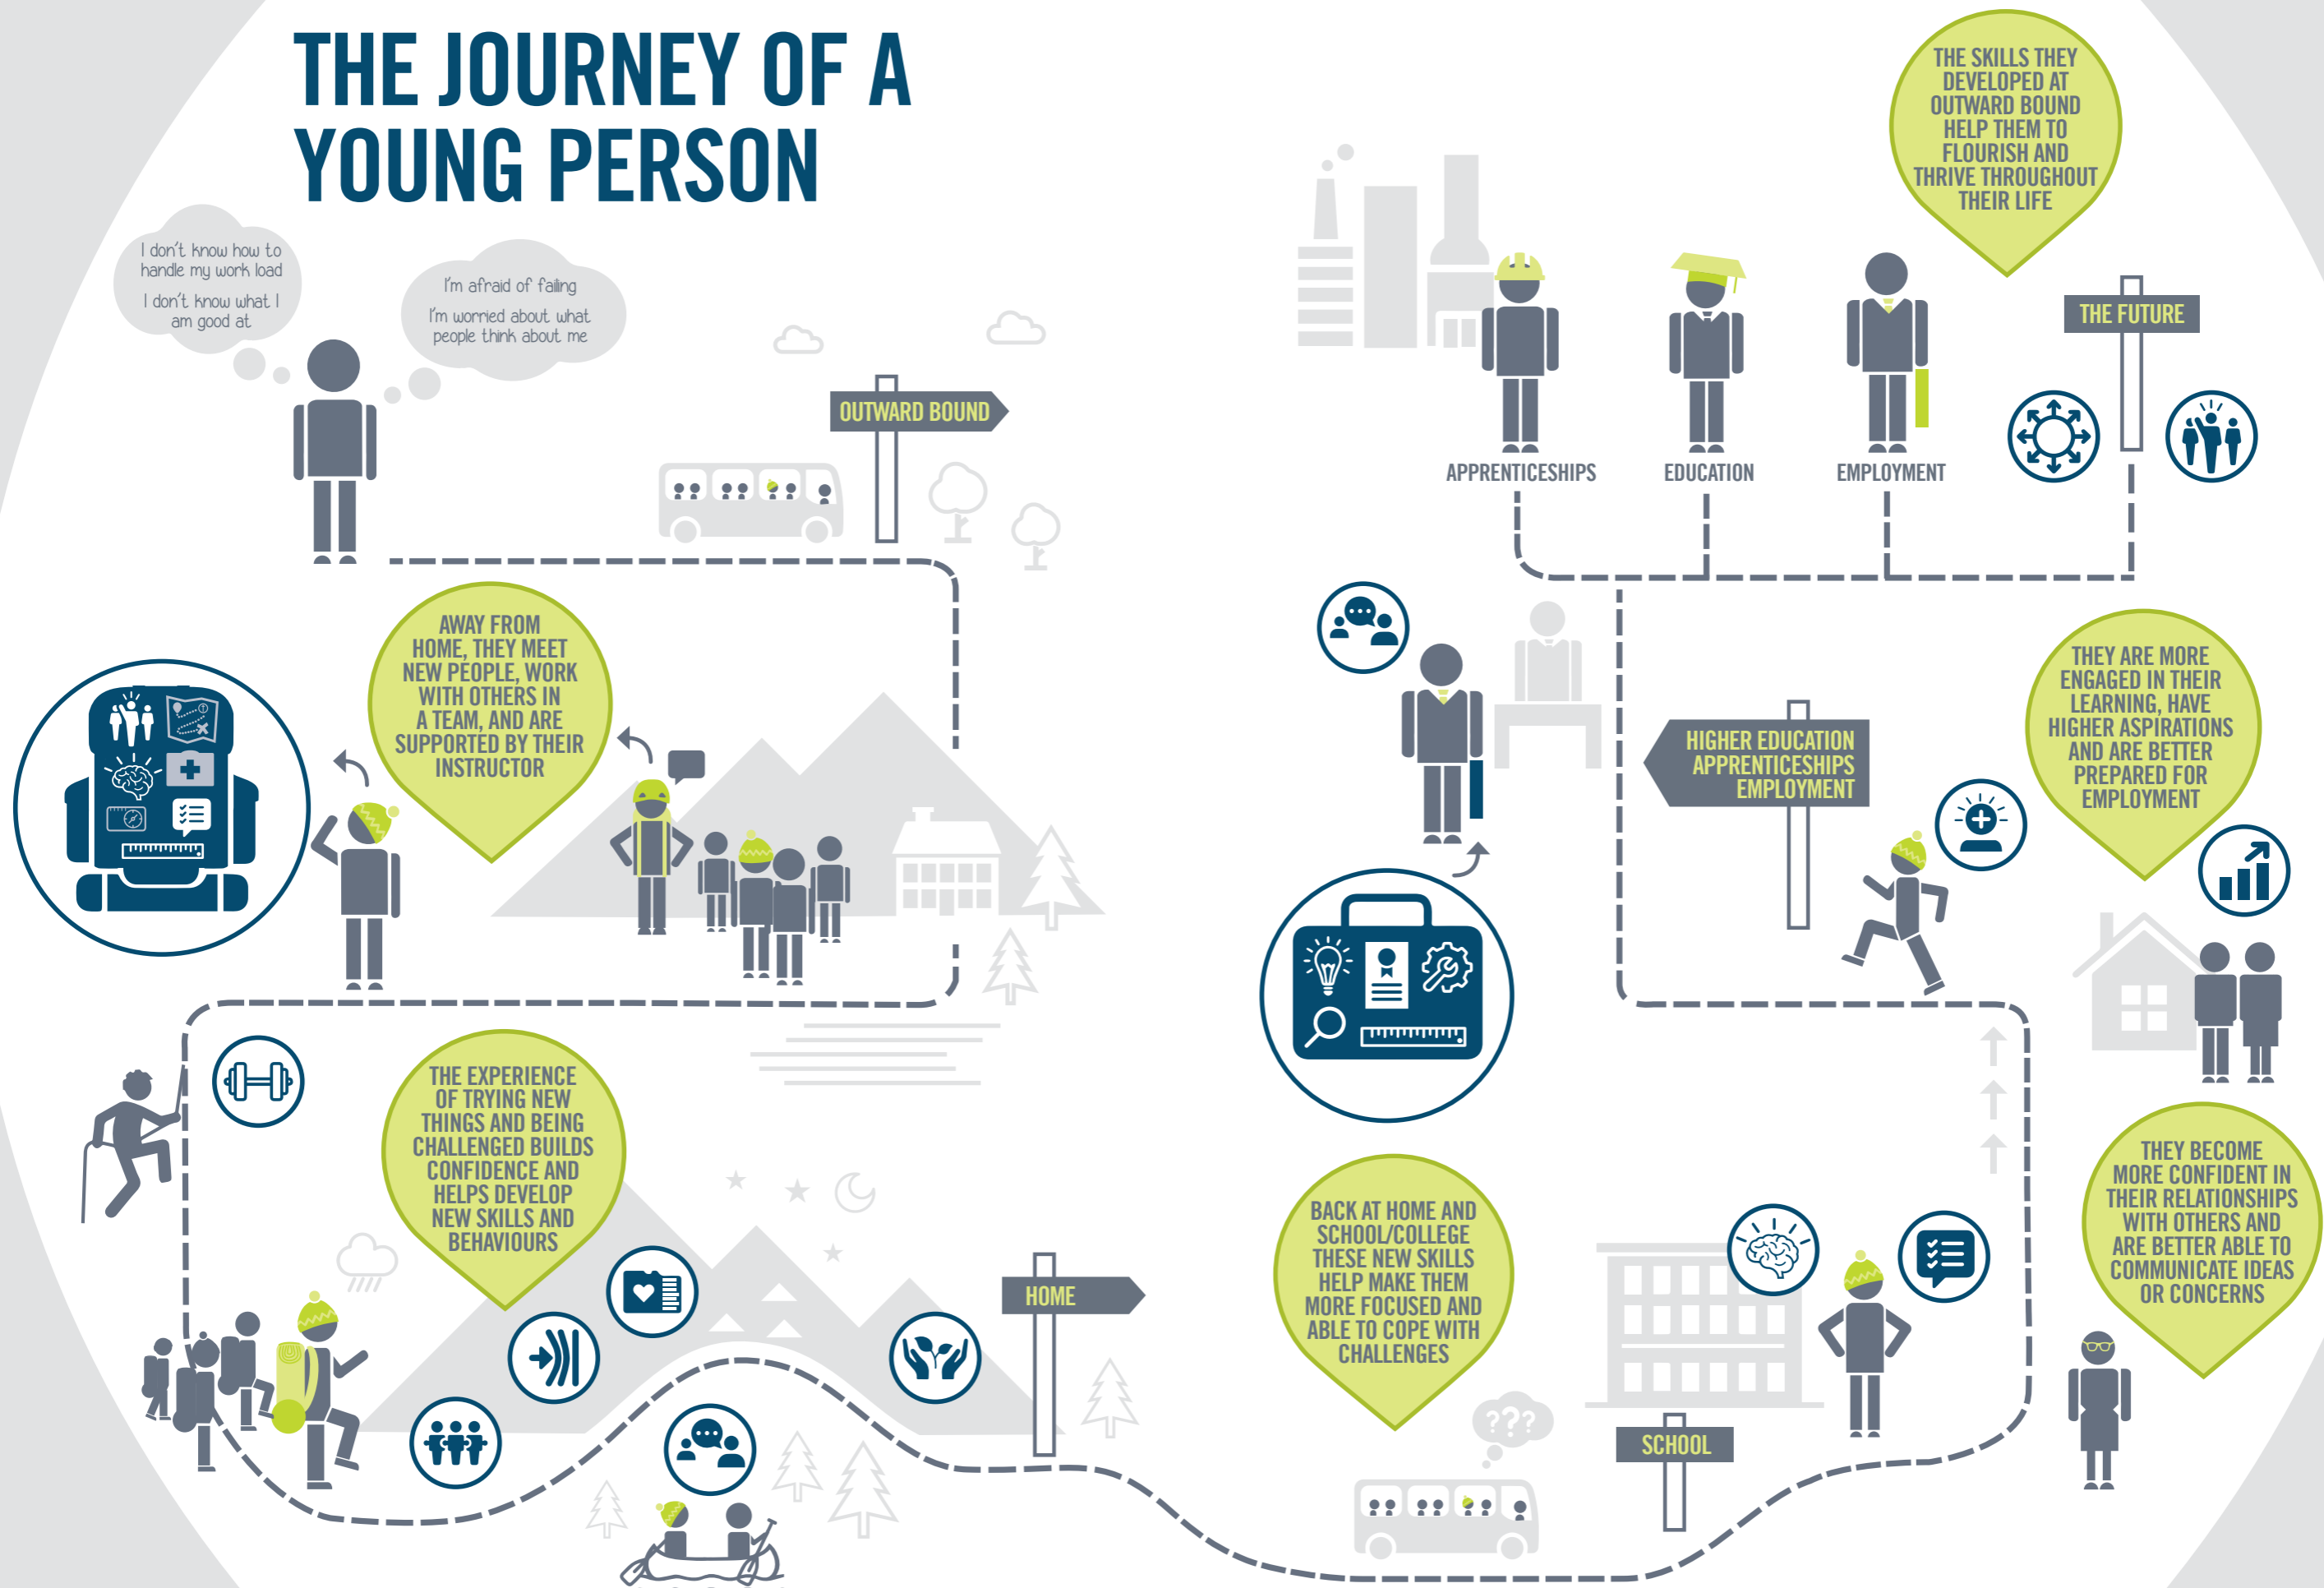 THE JOURNEY OF A
YOUNG PERSON
I don't know how to
handle my work load
I don't know what I
am good at
I'm afraid of failing
I'm worried about what
people think about me
OUTWARD BOUND
AWAY FROM
HOME, THEY MEET
NEW PEOPLE, WORK
WITH OTHERS IN
A TEAM, AND ARE
SUPPORTED BY THEIR
INSTRUCTOR
THE EXPERIENCE
OF TRYING NEW
THINGS AND BEING
CHALLENGED BUILDS
CONFIDENCE AND
HELPS DEVELOP
NEW SKILLS AND
BEHAVIOURS
HOME
BACK AT HOME AND
SCHOOL/COLLEGE
THESE NEW SKILLS
HELP MAKE THEM
MORE FOCUSED AND
ABLE TO COPE WITH
CHALLENGES
???
SCHOOL
THEY BECOME
MORE CONFIDENT IN
THEIR RELATIONSHIPS
WITH OTHERS AND
ARE BETTER ABLE TO
COMMUNICATE IDEAS
OR CONCERNS
THEY ARE MORE
ENGAGED IN THEIR
LEARNING, HAVE
HIGHER ASPIRATIONS
AND ARE BETTER
PREPARED FOR
EMPLOYMENT
HIGHER EDUCATION
APPRENTICESHIPS
EMPLOYMENT
APPRENTICESHIPS
EDUCATION
EMPLOYMENT
THE FUTURE
THE SKILLS THEY
DEVELOPED AT
OUTWARD BOUND
HELP THEM TO
FLOURISH AND
THRIVE THROUGHOUT
THEIR LIFE